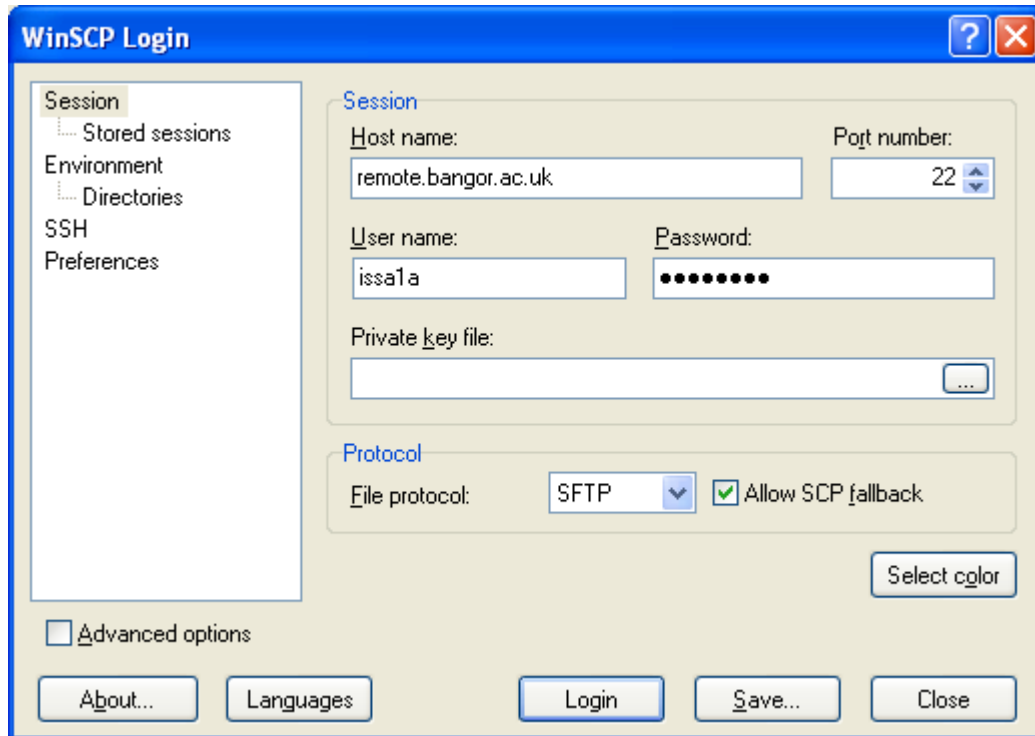 WinSCP Login
Session
Stored sessions
Environment
Directories
SSH
Preferences
Session
Host name:
Port number:
remote.bangor.ac.uk
22
User name:
Password:
issa1a
●●●●●●●●
Private key file:
...
Protocol
File protocol:
SFTP
Allow SCP fallback
Select color
Advanced options
About...
Languages
Login
Save...
Close